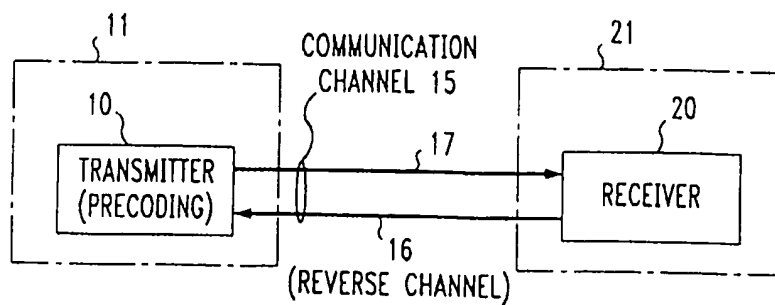 11
COMMUNICATION
CHANNEL 15
21
10
20
TRANSMITTER
(PRECODING)
17
RECEIVER
16
(REVERSE CHANNEL)